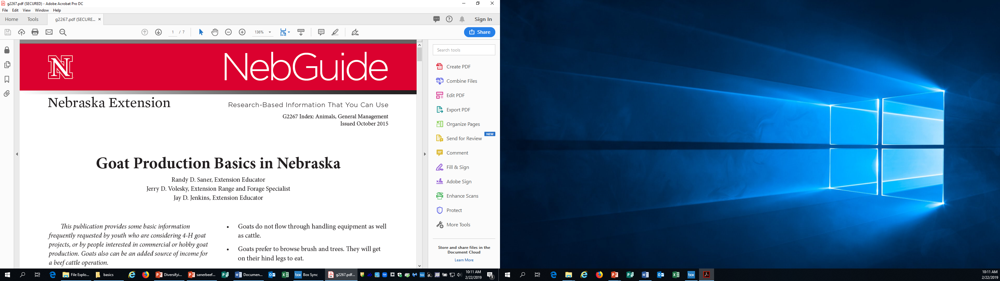 g2267.pdf (SECURED) - Adobe Acrobat Pro DC
File Edit View Window Help
Home Tools g2267.pdf (SECURE... × Sign In
1 / 7 136% Share
N NebGuide
Nebraska Extension
Research-Based Information That You Can Use
G2267 Index: Animals, General Management
Issued October 2015
Goat Production Basics in Nebraska
Randy D. Saner, Extension Educator
Jerry D. Volesky, Extension Range and Forage Specialist
Jay D. Jenkins, Extension Educator
This publication provides some basic information
frequently requested by youth who are considering 4-H goat
projects, or by people interested in commercial or hobby goat
production. Goats also can be an added source of income for
a beef cattle operation.
• Goats do not flow through handling equipment as well
as cattle.
• Goats prefer to browse brush and trees. They will get
on their hind legs to eat.
Search tools
Create PDF
Combine Files
Edit PDF
Export PDF
Organize Pages
Send for Review NEW
Comment
Fill & Sign
Adobe Sign
Enhance Scans
Protect
More Tools
Store and share files in the
Document Cloud
Learn More
File Explo... basics Diversifyi... sanerbeef... Documen... box Box Sync g2267.pdf... 10:11 AM
2/22/2019
3
box
10:11 AM
2/22/2019